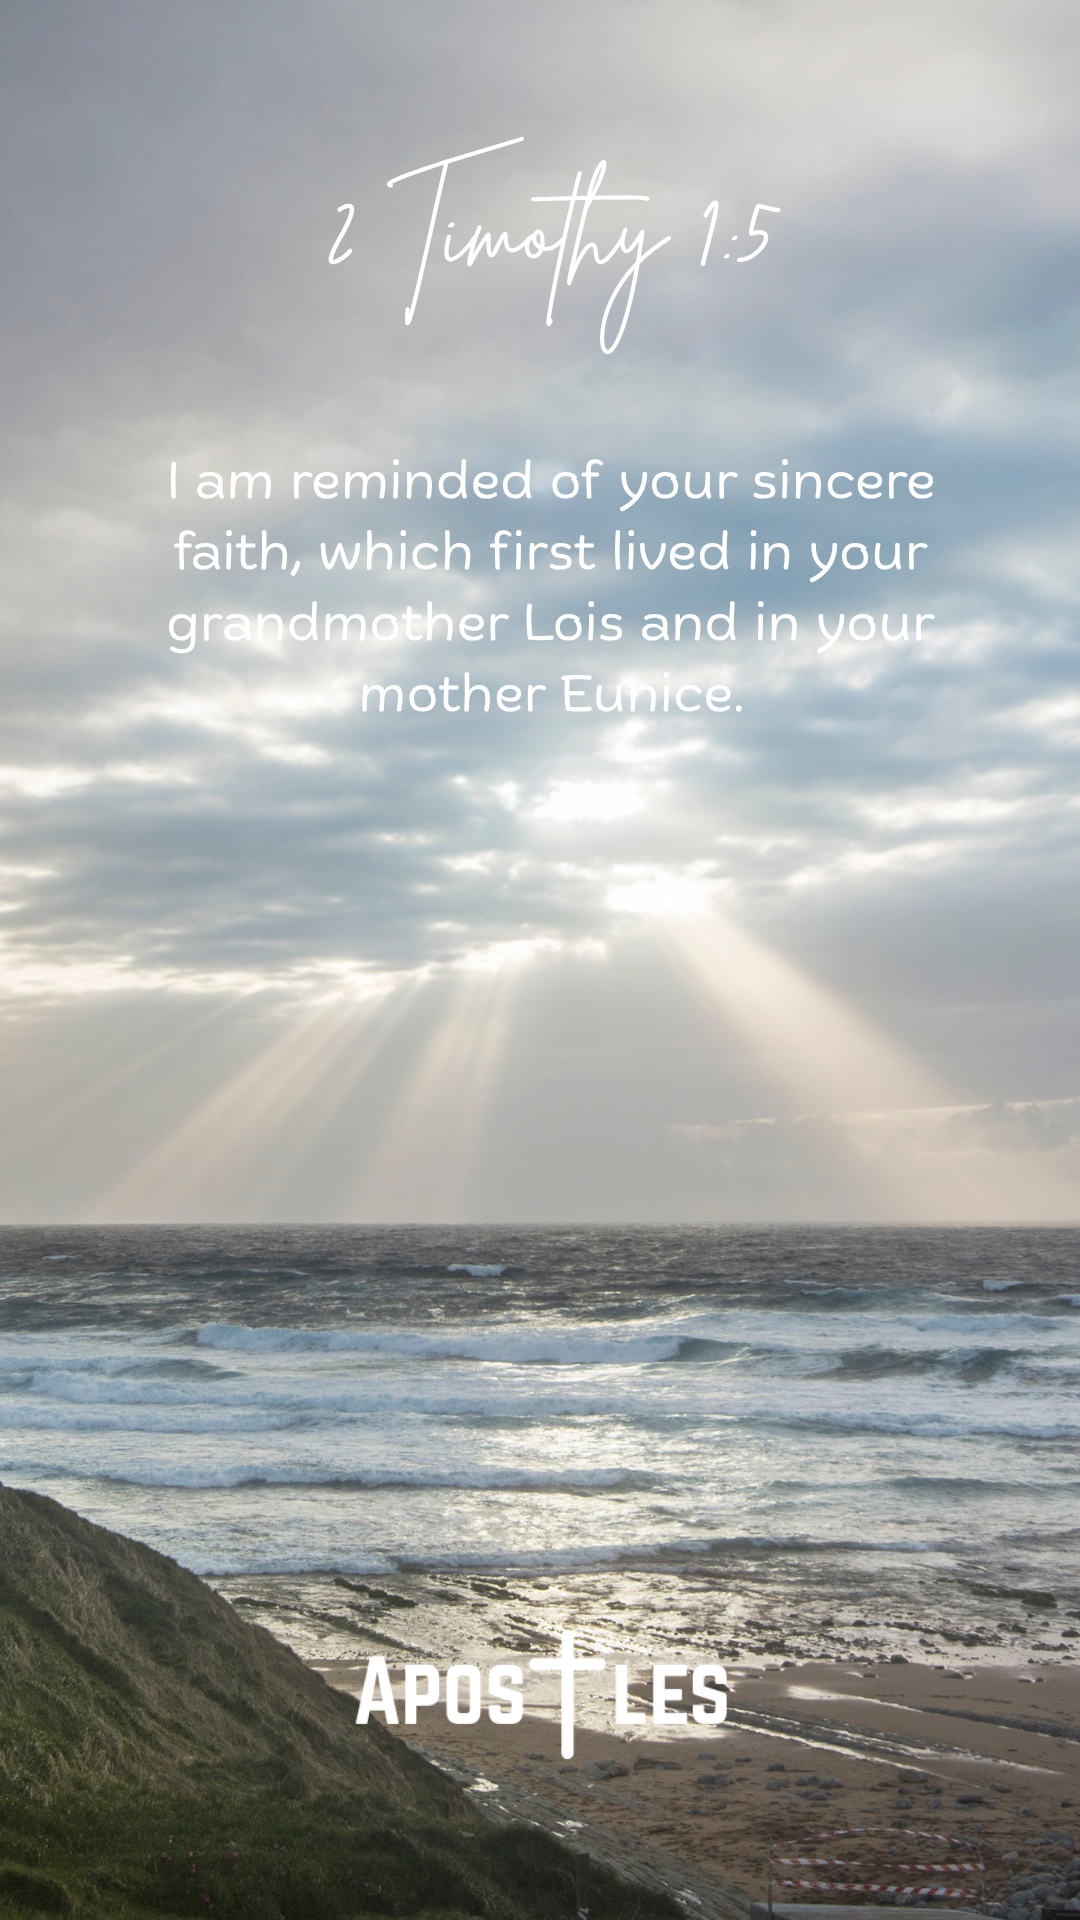 2 Timothy 1:5
I am reminded of your sincere
faith, which first lived in your
grandmother Lois and in your
mother Eunice.
APOSTLES